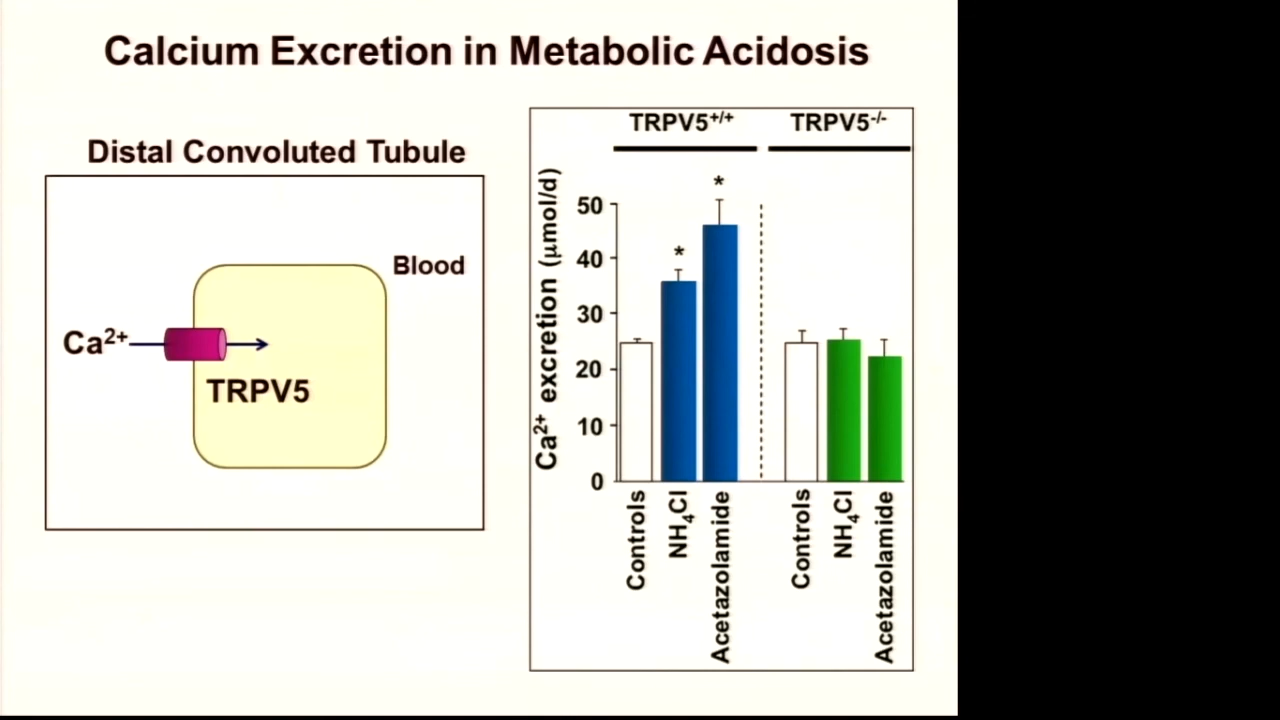 Calcium Excretion in Metabolic Acidosis
Distal Convoluted Tubule
Blood
Ca²⁺
TRPV5
TRPV5⁺/⁺
TRPV5⁻/⁻
Ca²⁺ excretion (μmol/d)
50
40
30
20
10
0
*
*
Controls
NH₄Cl
Acetazolamide
Controls
NH₄Cl
Acetazolamide